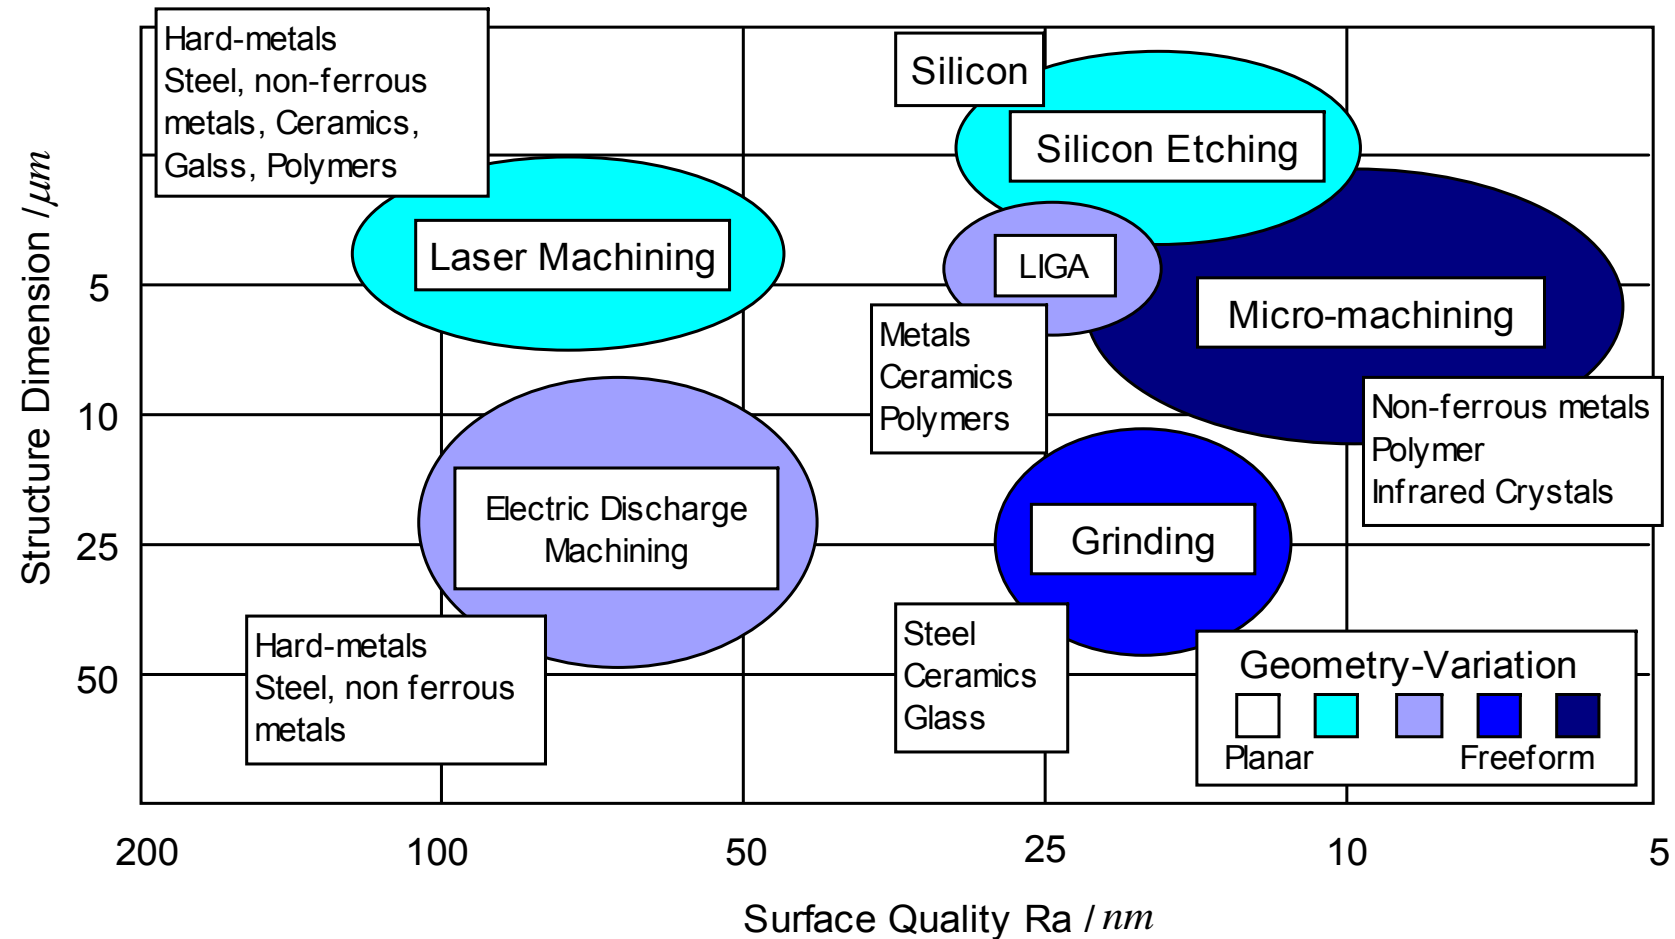 Hard-metals
Steel, non-ferrous
metals, Ceramics,
Galss, Polymers
Silicon
Silicon Etching
Laser Machining
LIGA
Micro-machining
Metals
Ceramics
Polymers
Non-ferrous metals
Polymer
Infrared Crystals
Electric Discharge
Machining
Grinding
Hard-metals
Steel, non ferrous
metals
Steel
Ceramics
Glass
Geometry-Variation
Planar Freeform
Structure Dimension /μm
5
10
25
50
200 100 50 25 10 5
Surface Quality Ra / nm